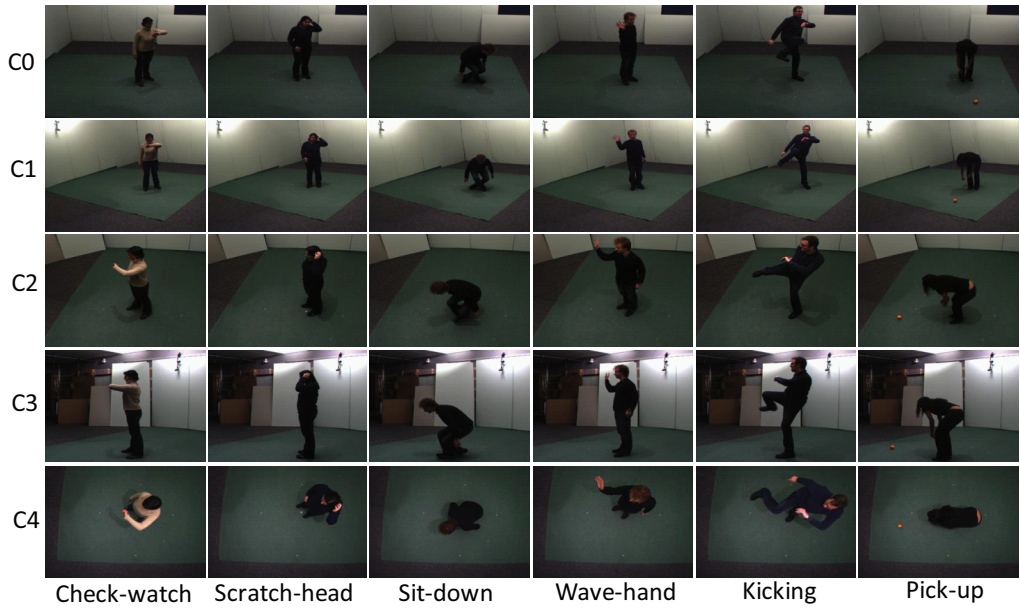 C0
C1
C2
C3
C4
Check-watch Scratch-head Sit-down Wave-hand Kicking Pick-up